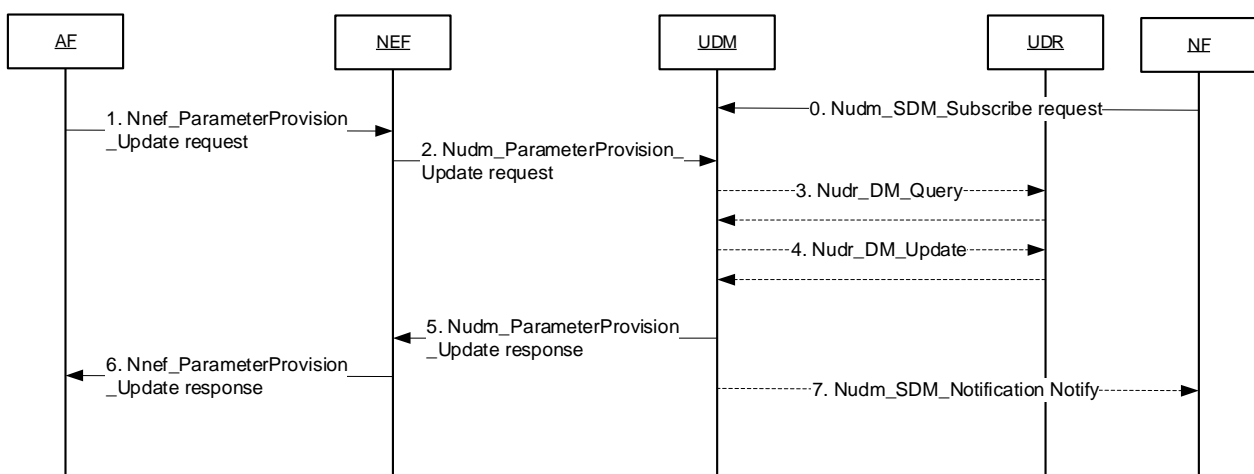 AF
NEF
UDM
UDR
NF
0. Nudm_SDM_Subscribe request
1. Nnef_ParameterProvision
_Update request
2. Nudm_ParameterProvision_
Update request
3. Nudr_DM_Query
4. Nudr_DM_Update
5. Nudm_ParameterProvision
_Update response
6. Nnef_ParameterProvision
_Update response
7. Nudm_SDM_Notification Notify